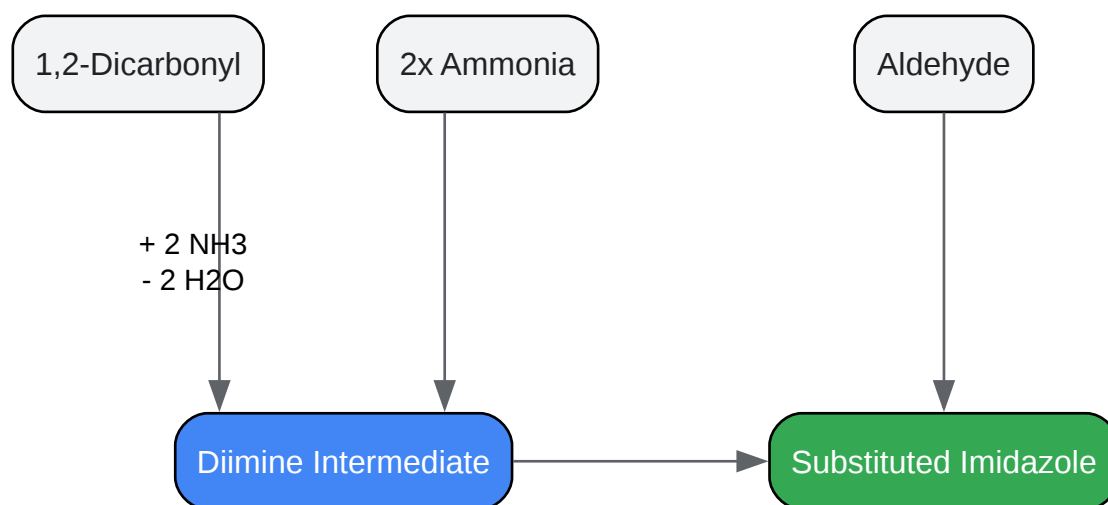 1,2-Dicarbonyl
2x Ammonia
Aldehyde
+ 2 NH3
- 2 H2O
Diimine Intermediate
Substituted Imidazole